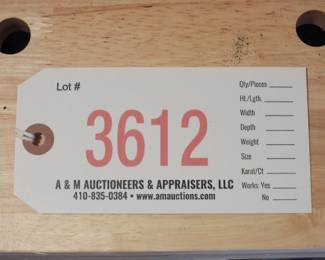 Lot #
3612
A & M AUCTIONEERS & APPRAISERS, LLC
410-835-0384 • www.amauctions.com
Qty/Pieces
Ht./Lgth.
Width
Depth
Weight
Size
Karat/Ct
Works: Yes
No